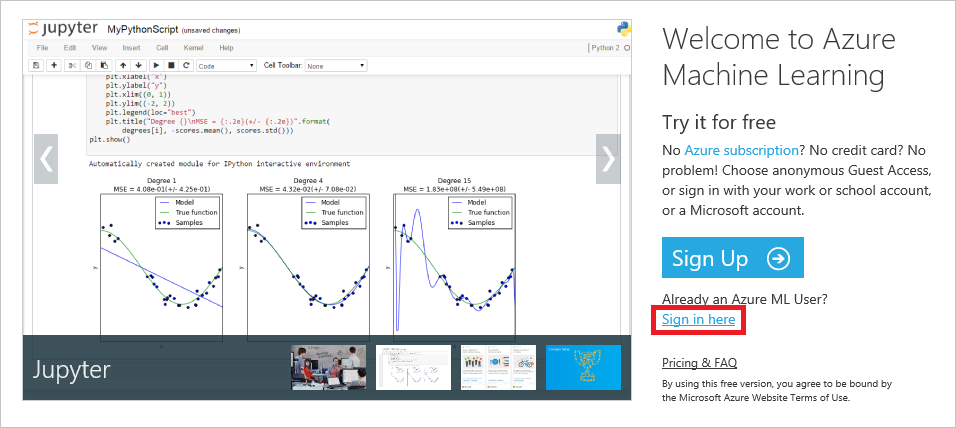 jupyter MyPythonScript (unsaved changes)
File Edit View Insert Cell Kernel Help Python 2
Code Cell Toolbar: None
plt.xlabel("x")
plt.ylabel("y")
plt.xlim((0, 1))
plt.ylim((-2, 2))
plt.legend(loc="best")
plt.title("Degree {}\nMSE = {:.2e}(+/- {:.2e})".format(
degrees[i], -scores.mean(), scores.std()))
plt.show()
Automatically created module for IPython interactive environment
Degree 1
MSE = 4.08e-01(+/- 4.25e-01)
Model
True function
Samples
y
Degree 4
MSE = 4.32e-02(+/- 7.08e-02)
Model
True function
Samples
y
Degree 15
MSE = 1.83e+08(+/- 5.49e+08)
Model
True function
Samples
y
Jupyter
Welcome to Azure
Machine Learning
Try it for free
No Azure subscription? No credit card? No
problem! Choose anonymous Guest Access,
or sign in with your work or school account,
or a Microsoft account.
Sign Up
Already an Azure ML User?
Sign in here
Pricing & FAQ
By using this free version, you agree to be bound by
the Microsoft Azure Website Terms of Use.